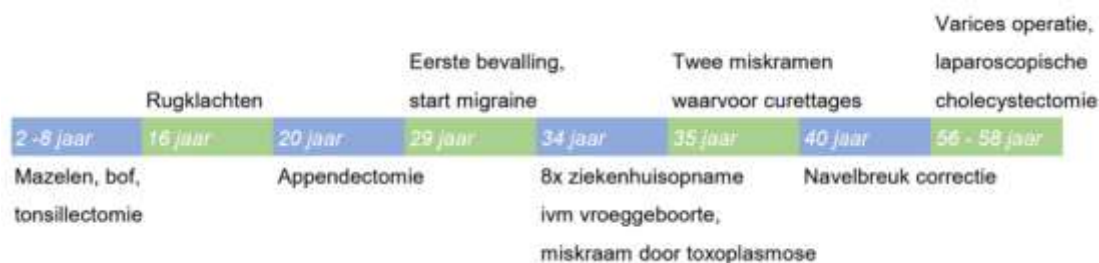 Varices operatie,
Eerste bevalling,
Twee miskramen
laparoscopische
Rugklachten
start migraine
waarvoor curettages
cholecystectomie
2 -8 jaar
16 jaar
20 jaar
29 jaar
34 jaar
35 jaar
40 jaar
56 - 58 jaar
Mazelen, bof,
tonsillectomie
Appendectomie
8x ziekenhuisopname
ivm vroeggeboorte,
miskraam door toxoplasmose
Navelbreuk correctie